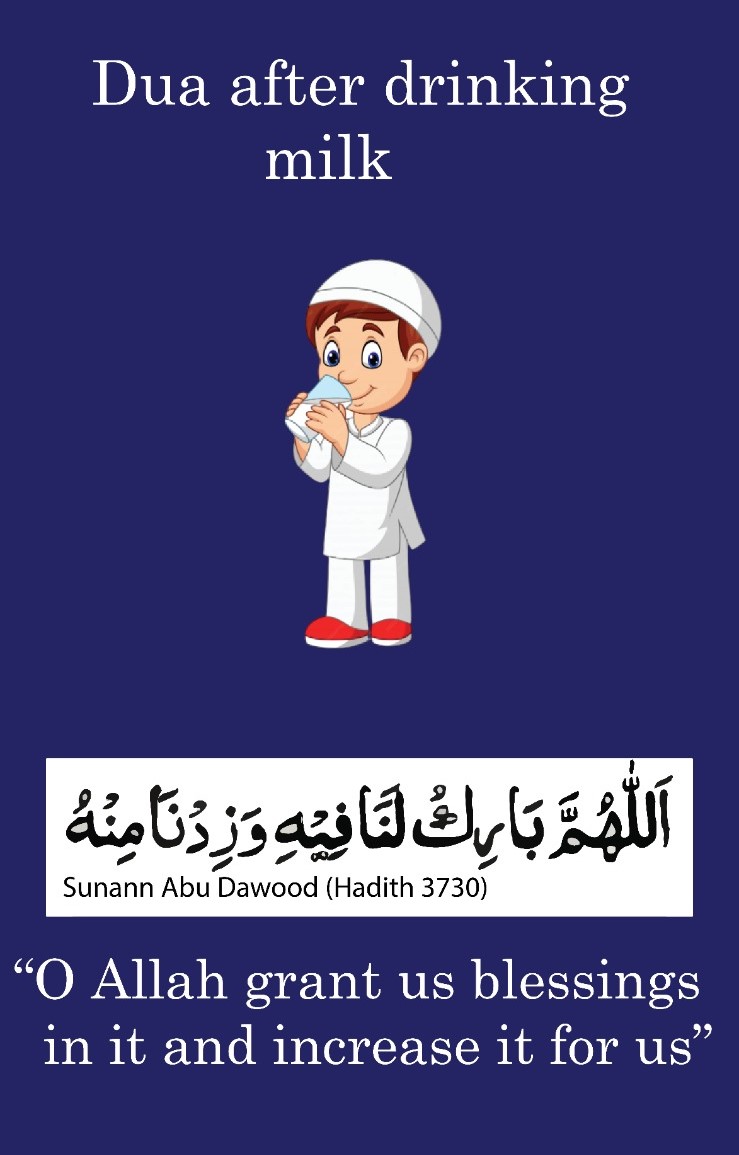 Dua after drinking
milk
اَللّٰهُمَّ بَارِكْ لَنَا فِيْهِ وَزِدْنَا مِنْهُ
Sunann Abu Dawood (Hadith 3730)
“O Allah grant us blessings
in it and increase it for us”